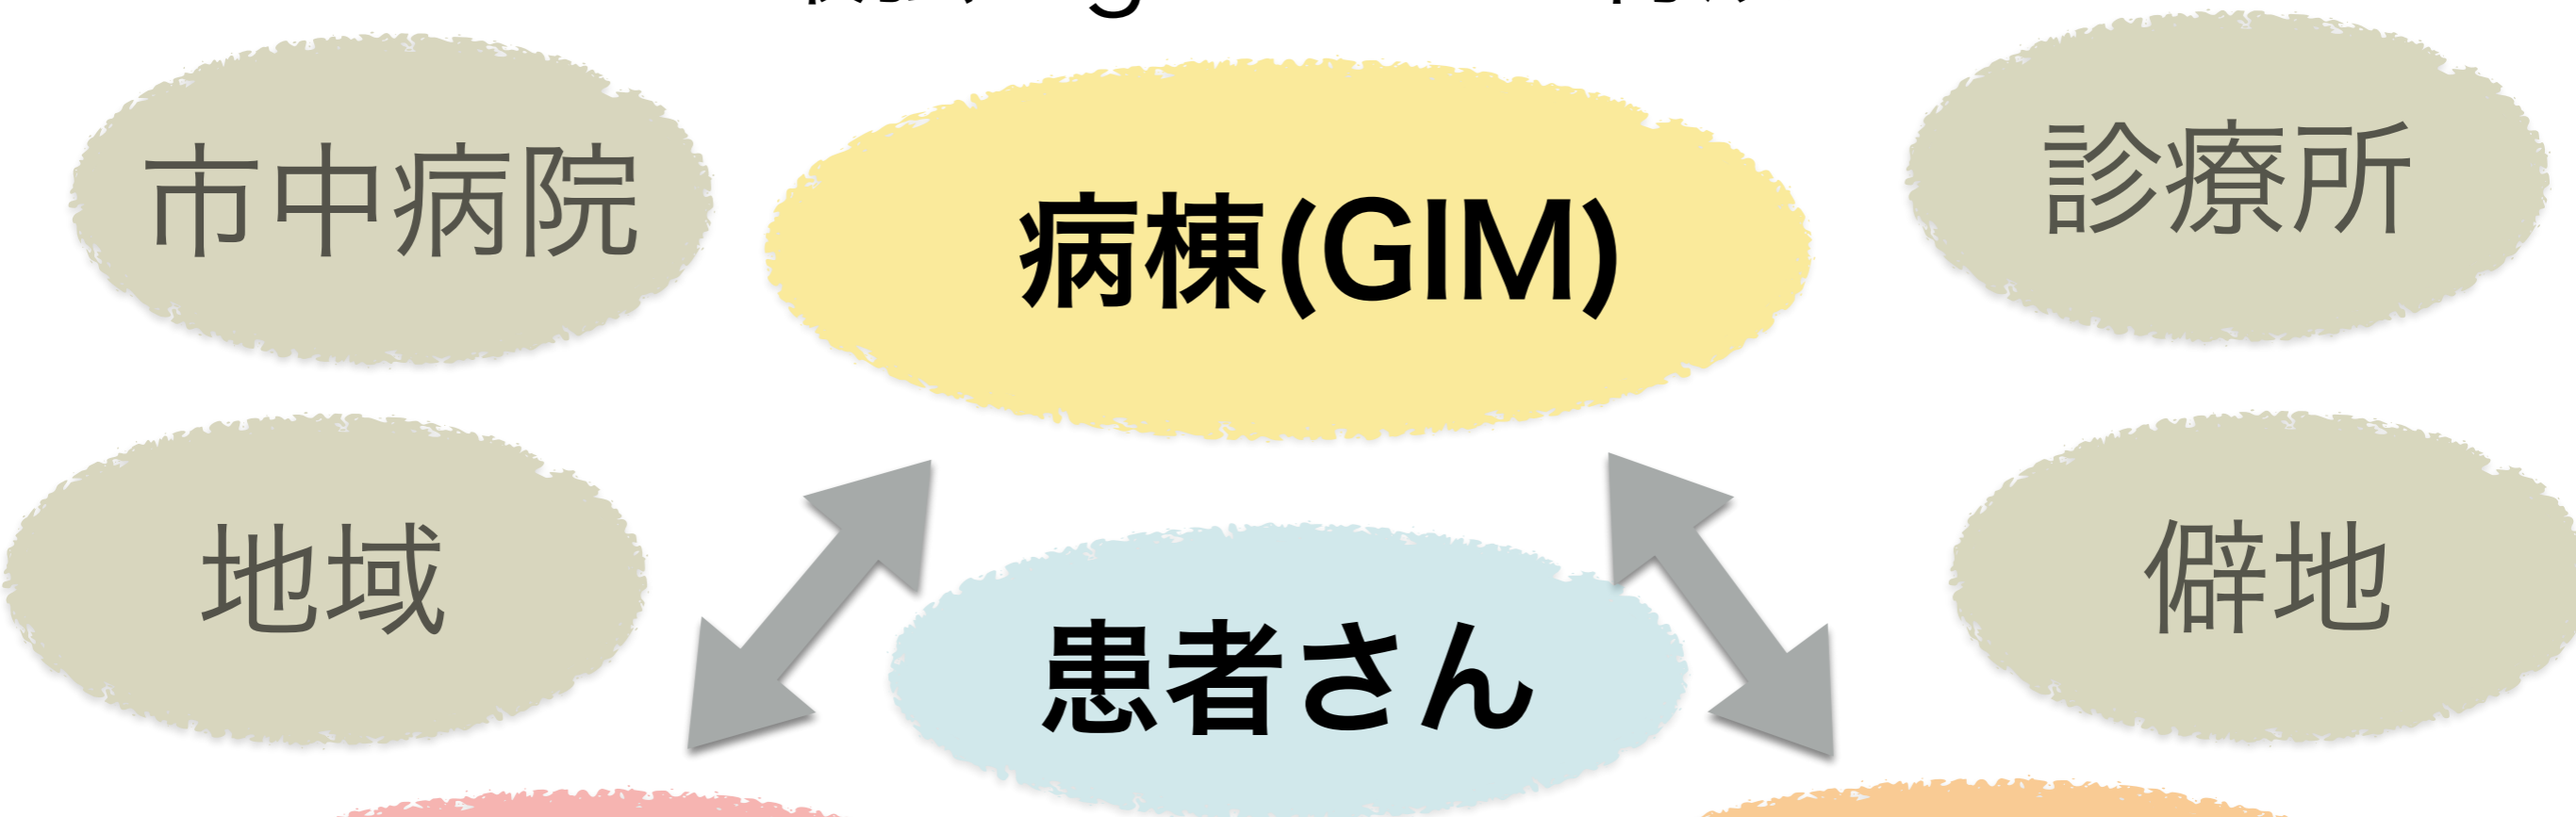 市中病院
病棟(GIM)
診療所
地域
患者さん
僻地